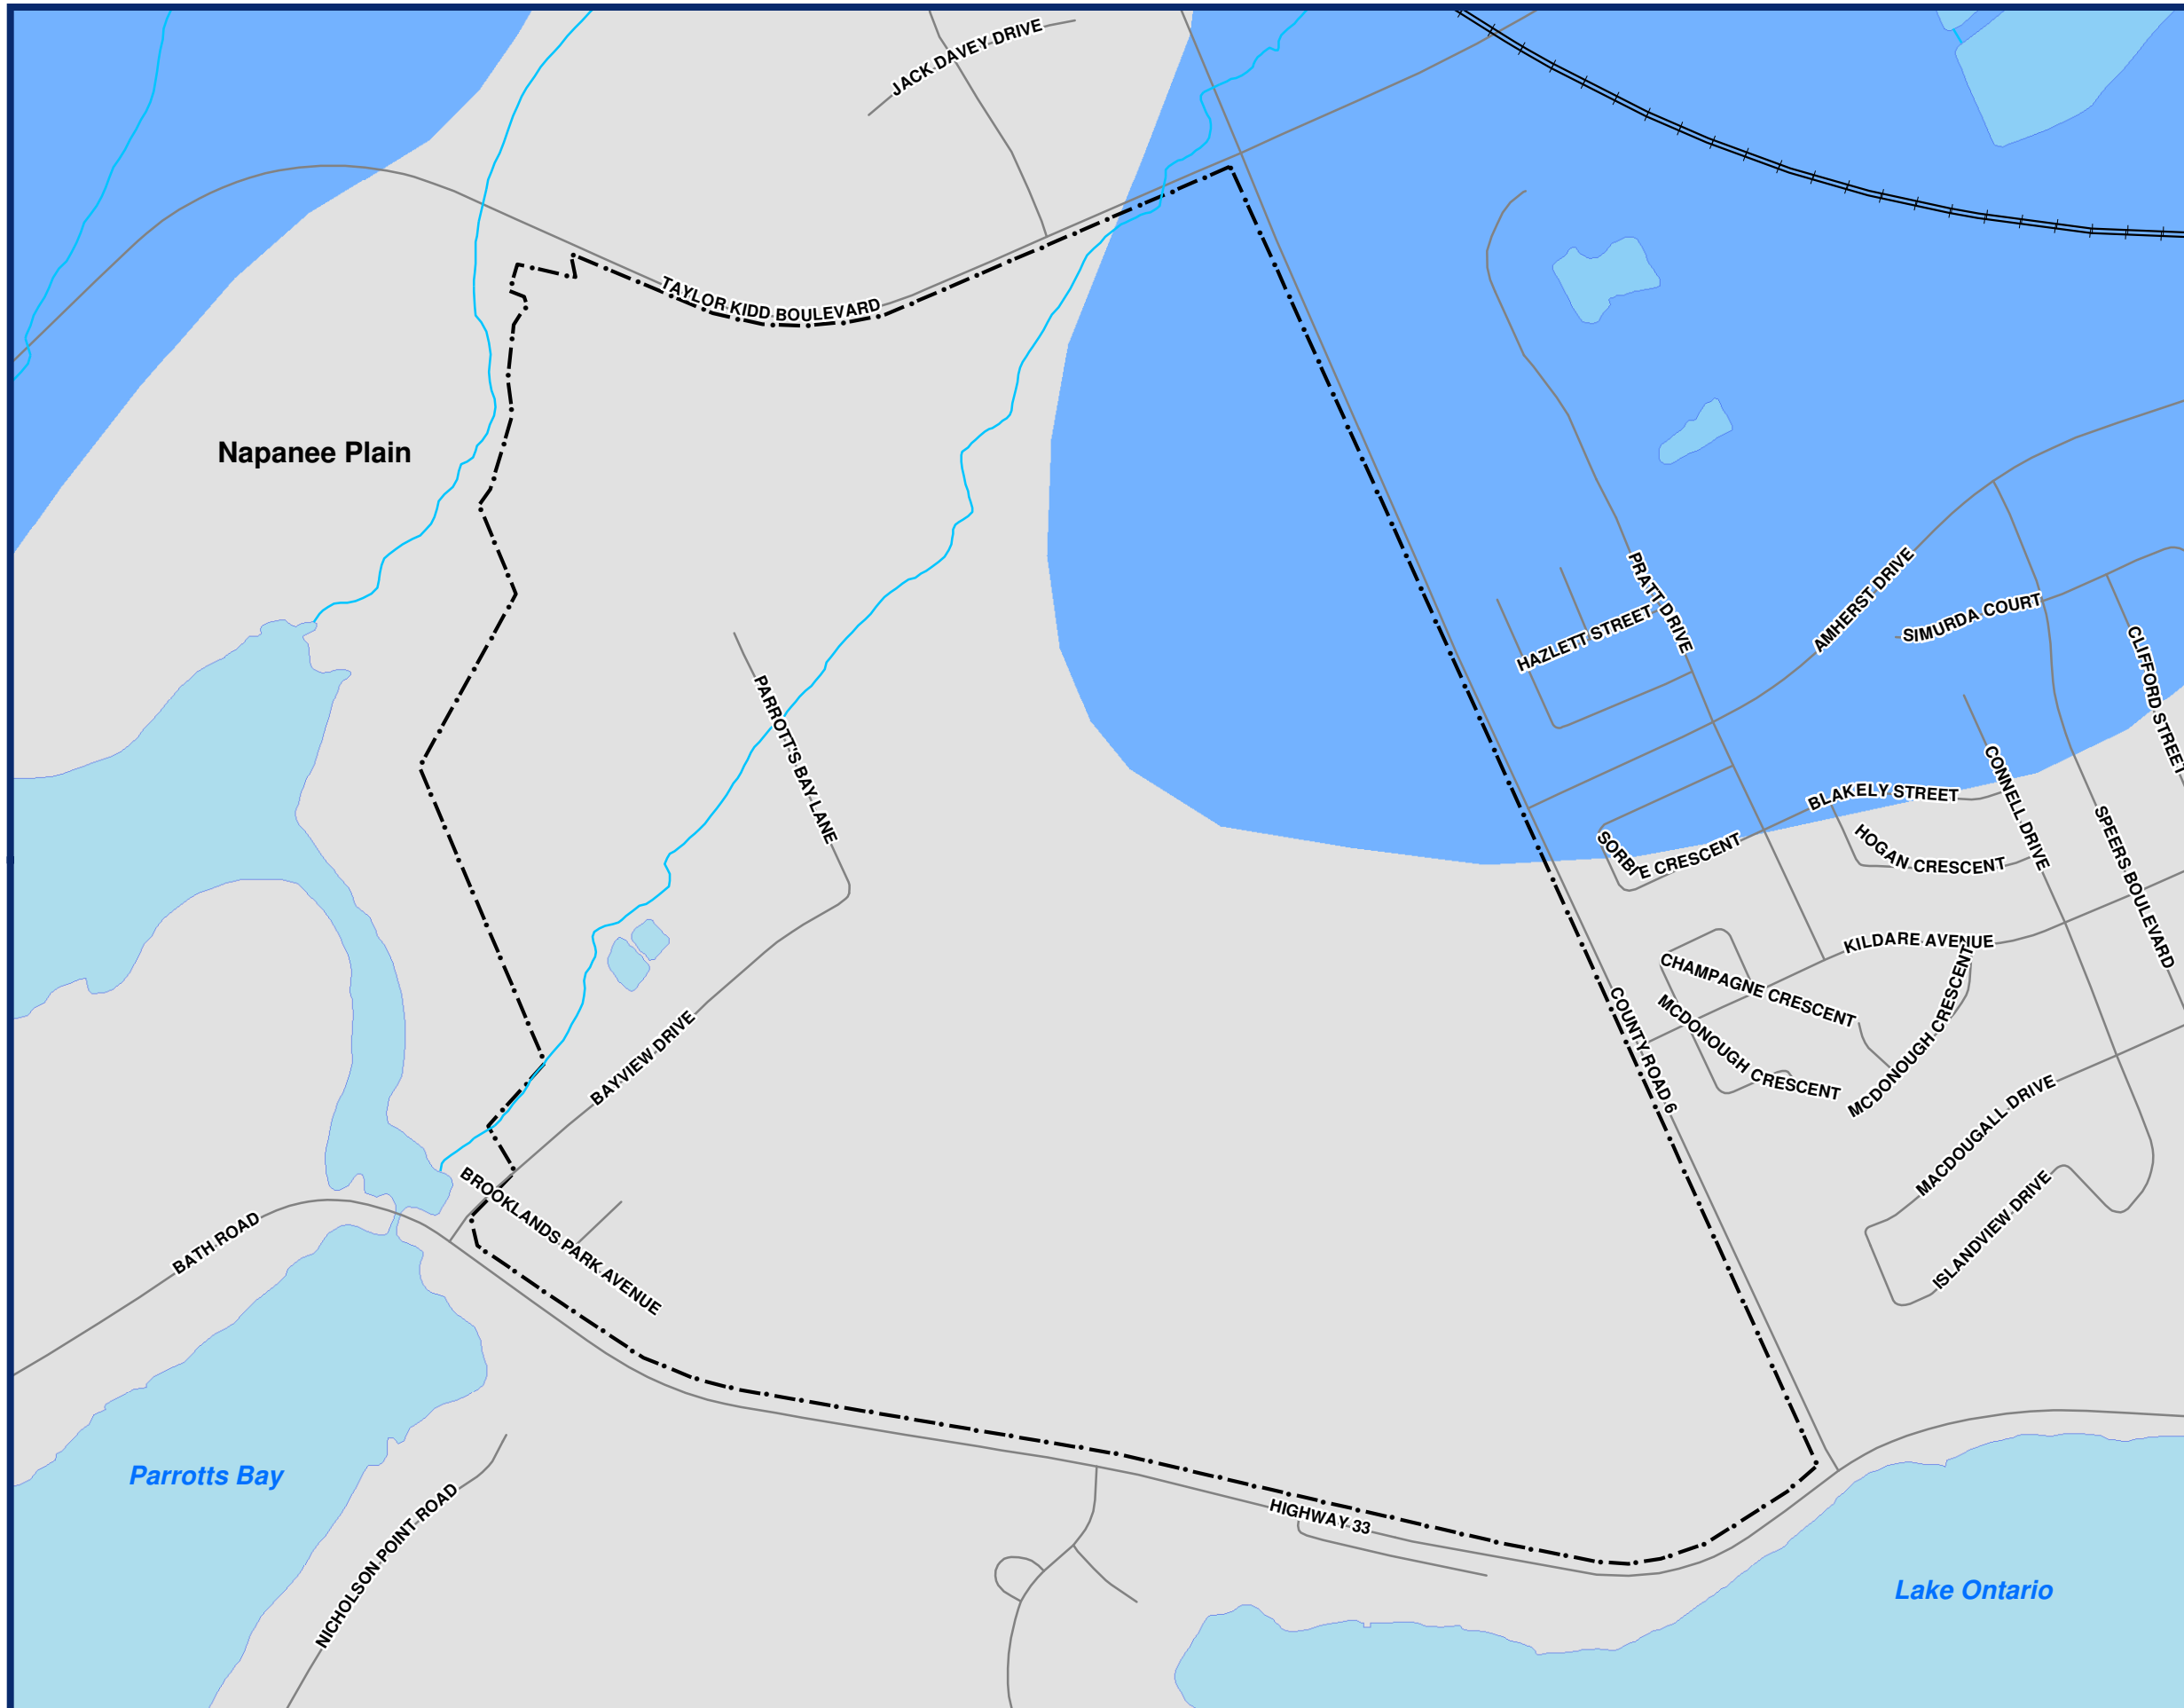 JACK DAVEY DRIVE
TAYLOR KIDD BOULEVARD
Napanee Plain
PRATT DRIVE
AMHERST DRIVE
HAZLETT STREET
SIMURDA COURT
CLIFFORD STREET
PARROTT'S BAY LANE
CONNELL DRIVE
BLAKELY STREET
SORBIE CRESCENT
HOGAN CRESCENT
SPEERS BOULEVARD
KILDARE AVENUE
CHAMPAGNE CRESCENT
MCDONOUGH CRESCENT
MCDONOUGH CRESCENT
COUNTY ROAD 6
BAYVIEW DRIVE
MACDOUGALL DRIVE
BROOKLANDS PARK AVENUE
ISLANDVIEW DRIVE
BATH ROAD
Parrotts Bay
NICHOLSON POINT ROAD
HIGHWAY 33
Lake Ontario